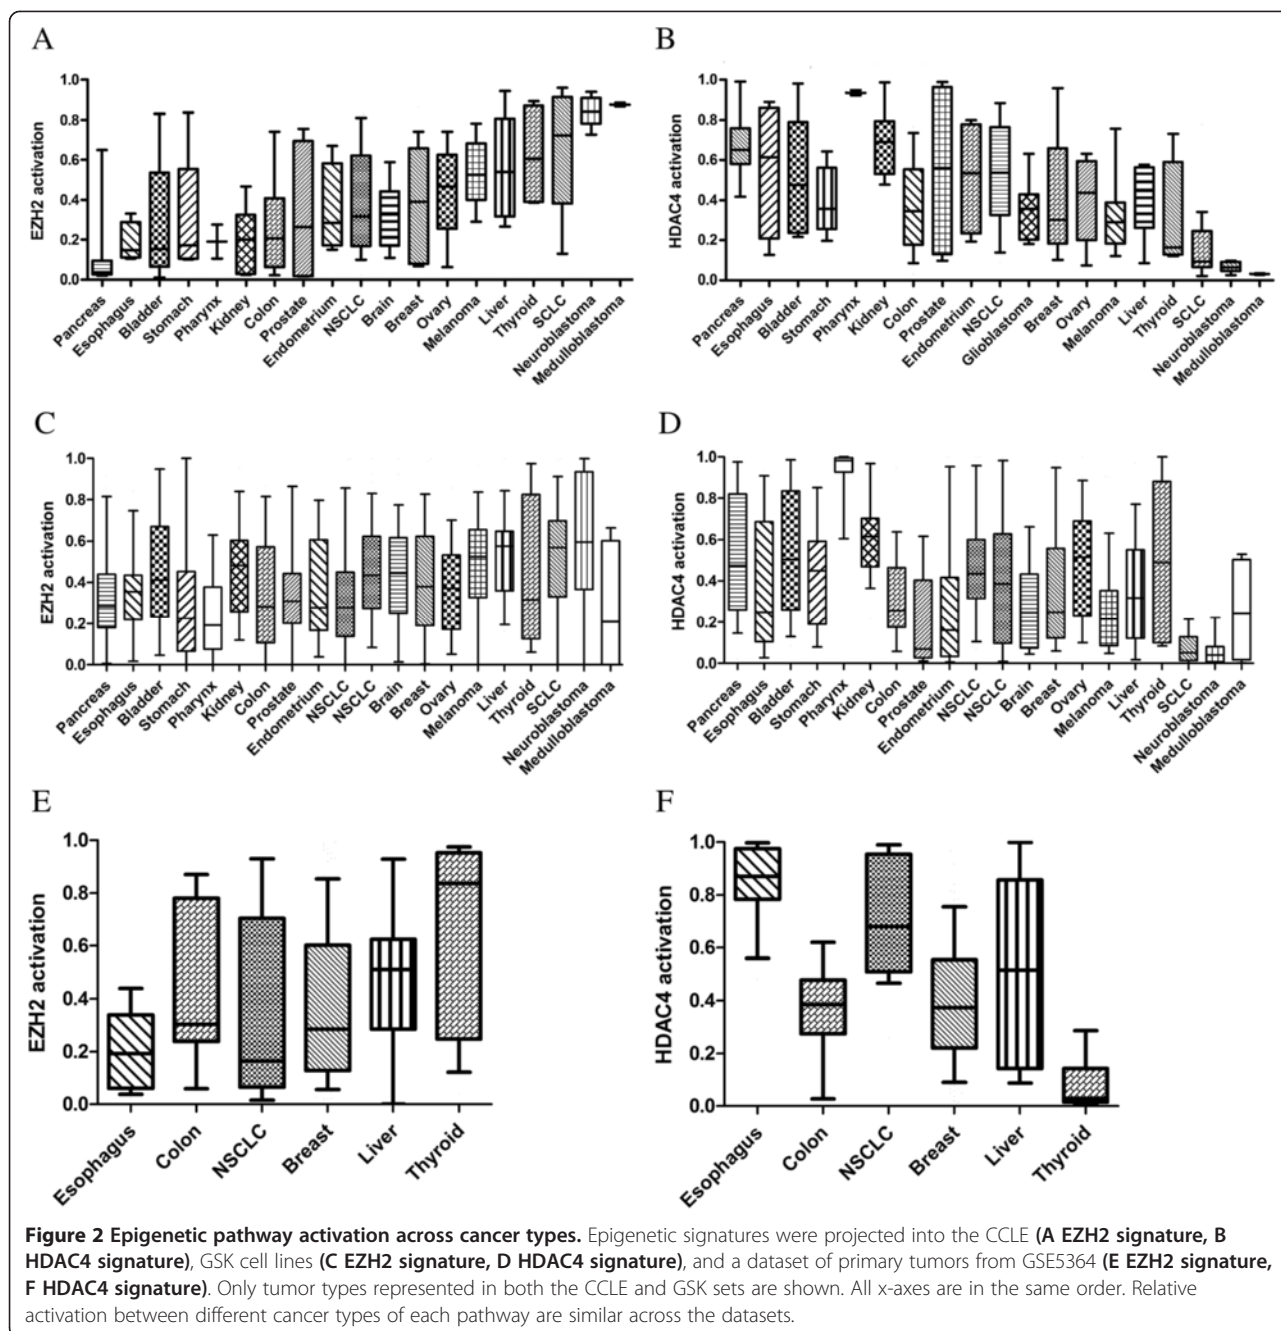 A
EZH2 activation
1.0
0.8
0.6
0.4
0.2
0.0
Pancreas
Esophagus
Bladder
Stomach
Pharynx
Kidney
Colon
Prostate
Endometrium
NSCLC
Brain
Breast
Ovary
Melanoma
Liver
Thyroid
SCLC
Neuroblastoma
Medulloblastoma
B
HDAC4 activation
1.0
0.8
0.6
0.4
0.2
0.0
Pancreas
Esophagus
Bladder
Stomach
Pharynx
Kidney
Colon
Prostate
Endometrium
NSCLC
Glioblastoma
Breast
Ovary
Melanoma
Liver
Thyroid
SCLC
Neuroblastoma
Medulloblastoma
C
EZH2 activation
1.0
0.8
0.6
0.4
0.2
0.0
Pancreas
Esophagus
Bladder
Stomach
Pharynx
Kidney
Colon
Prostate
Endometrium
NSCLC
NSCLC
Brain
Breast
Ovary
Melanoma
Liver
Thyroid
SCLC
Neuroblastoma
Medulloblastoma
D
HDAC4 activation
1.0
0.8
0.6
0.4
0.2
0.0
Pancreas
Esophagus
Bladder
Stomach
Pharynx
Kidney
Colon
Prostate
Endometrium
NSCLC
NSCLC
Brain
Breast
Ovary
Melanoma
Liver
Thyroid
SCLC
Neuroblastoma
Medulloblastoma
E
EZH2 activation
1.0
0.8
0.6
0.4
0.2
0.0
Esophagus
Colon
NSCLC
Breast
Liver
Thyroid
F
HDAC4 activation
1.0
0.8
0.6
0.4
0.2
0.0
Esophagus
Colon
NSCLC
Breast
Liver
Thyroid
Figure 2 Epigenetic pathway activation across cancer types. Epigenetic signatures were projected into the CCLE (A EZH2 signature, B
HDAC4 signature), GSK cell lines (C EZH2 signature, D HDAC4 signature), and a dataset of primary tumors from GSE5364 (E EZH2 signature,
F HDAC4 signature). Only tumor types represented in both the CCLE and GSK sets are shown. All x-axes are in the same order. Relative
activation between different cancer types of each pathway are similar across the datasets.